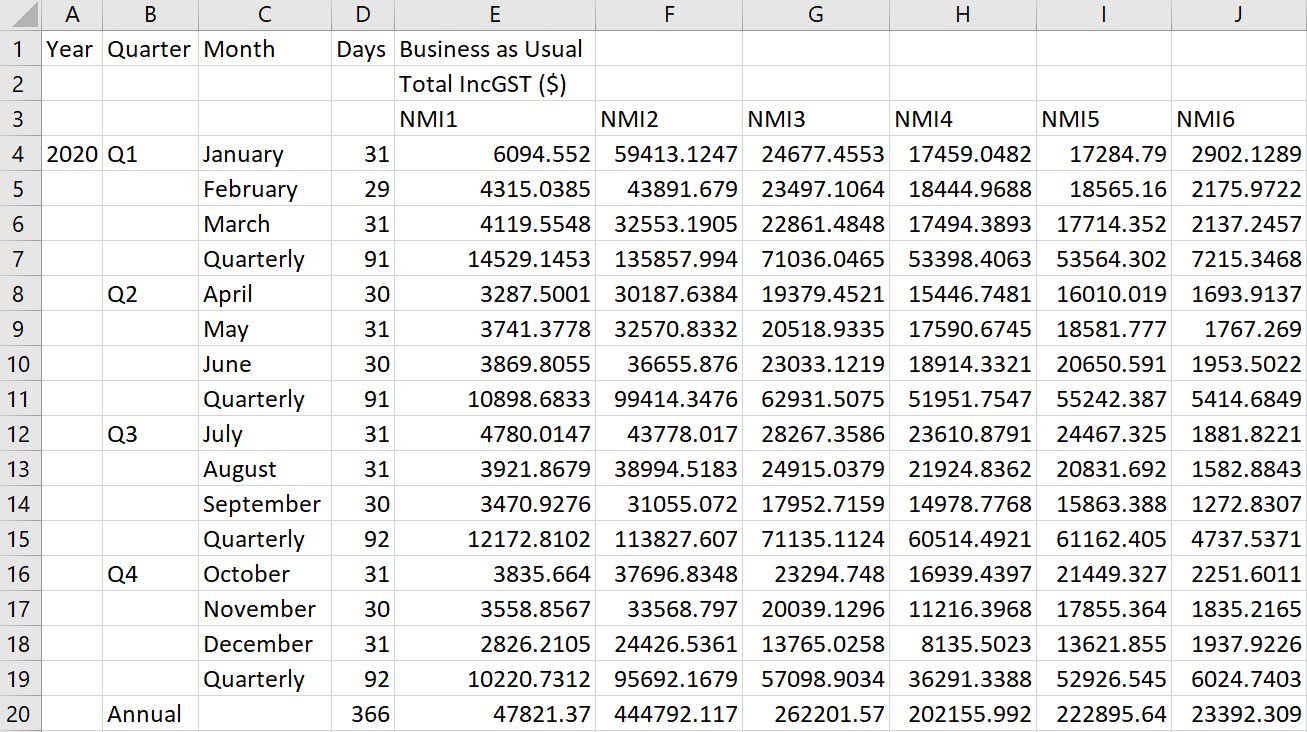 A B C D E F G H I J
1 Year Quarter Month Days Business as Usual
2 Total IncGST ($)
3 NMI1 NMI2 NMI3 NMI4 NMI5 NMI6
4 2020 Q1 January 31 6094.552 59413.1247 24677.4553 17459.0482 17284.79 2902.1289
5 February 29 4315.0385 43891.679 23497.1064 18444.9688 18565.16 2175.9722
6 March 31 4119.5548 32553.1905 22861.4848 17494.3893 17714.352 2137.2457
7 Quarterly 91 14529.1453 135857.994 71036.0465 53398.4063 53564.302 7215.3468
8 Q2 April 30 3287.5001 30187.6384 19379.4521 15446.7481 16010.019 1693.9137
9 May 31 3741.3778 32570.8332 20518.9335 17590.6745 18581.777 1767.269
10 June 30 3869.8055 36655.876 23033.1219 18914.3321 20650.591 1953.5022
11 Quarterly 91 10898.6833 99414.3476 62931.5075 51951.7547 55242.387 5414.6849
12 Q3 July 31 4780.0147 43778.017 28267.3586 23610.8791 24467.325 1881.8221
13 August 31 3921.8679 38994.5183 24915.0379 21924.8362 20831.692 1582.8843
14 September 30 3470.9276 31055.072 17952.7159 14978.7768 15863.388 1272.8307
15 Quarterly 92 12172.8102 113827.607 71135.1124 60514.4921 61162.405 4737.5371
16 Q4 October 31 3835.664 37696.8348 23294.748 16939.4397 21449.327 2251.6011
17 November 30 3558.8567 33568.797 20039.1296 11216.3968 17855.364 1835.2165
18 December 31 2826.2105 24426.5361 13765.0258 8135.5023 13621.855 1937.9226
19 Quarterly 92 10220.7312 95692.1679 57098.9034 36291.3388 52926.545 6024.7403
20 Annual 366 47821.37 444792.117 262201.57 202155.992 222895.64 23392.309